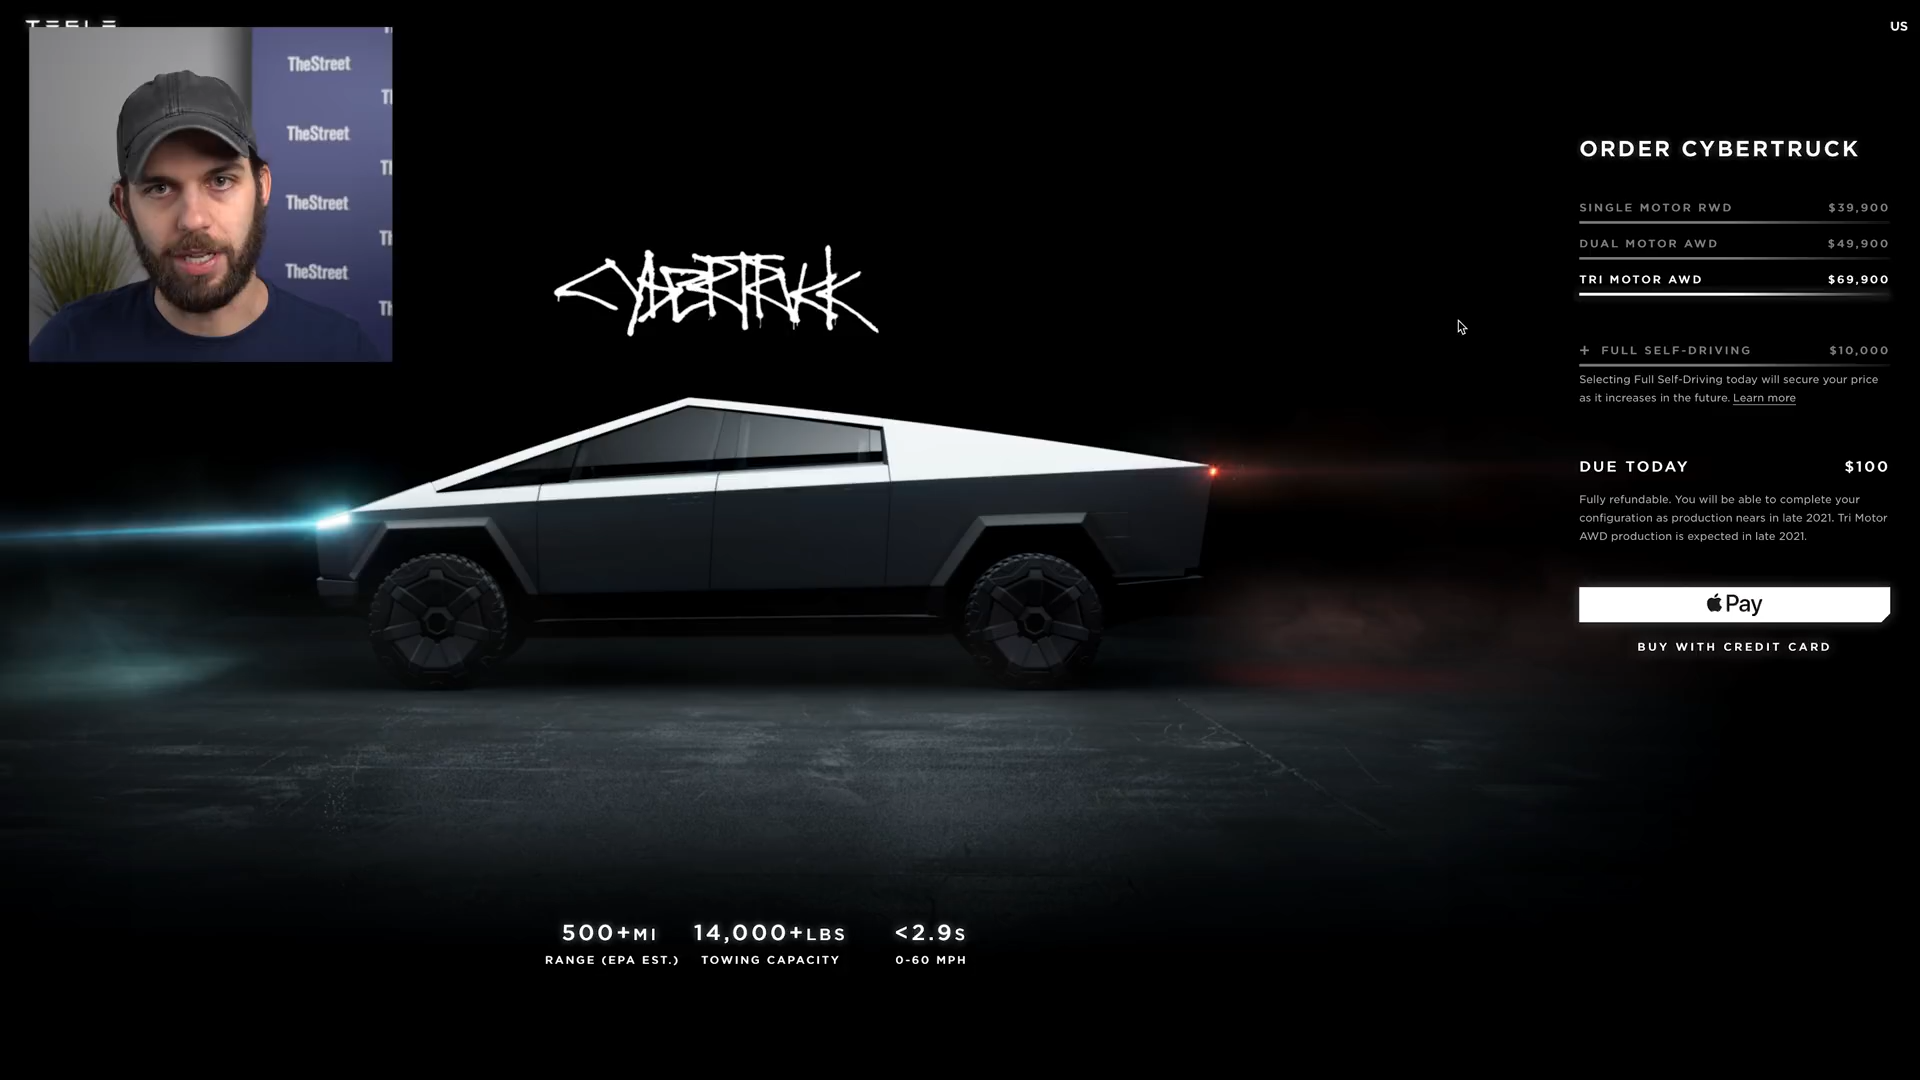 US
TheStreet
TheStreet
TheStreet
TheStreet
CYBERTRUCK
ORDER CYBERTRUCK
SINGLE MOTOR RWD $39,900
DUAL MOTOR AWD $49,900
TRI MOTOR AWD $69,900
+ FULL SELF-DRIVING $10,000
Selecting Full Self-Driving today will secure your price
as it increases in the future. Learn more
DUE TODAY $100
Fully refundable. You will be able to complete your
configuration as production nears in late 2021. Tri Motor
AWD production is expected in late 2021.
Pay
BUY WITH CREDIT CARD
500+MI 14,000+LBS <2.9S
RANGE (EPA EST.) TOWING CAPACITY 0-60 MPH